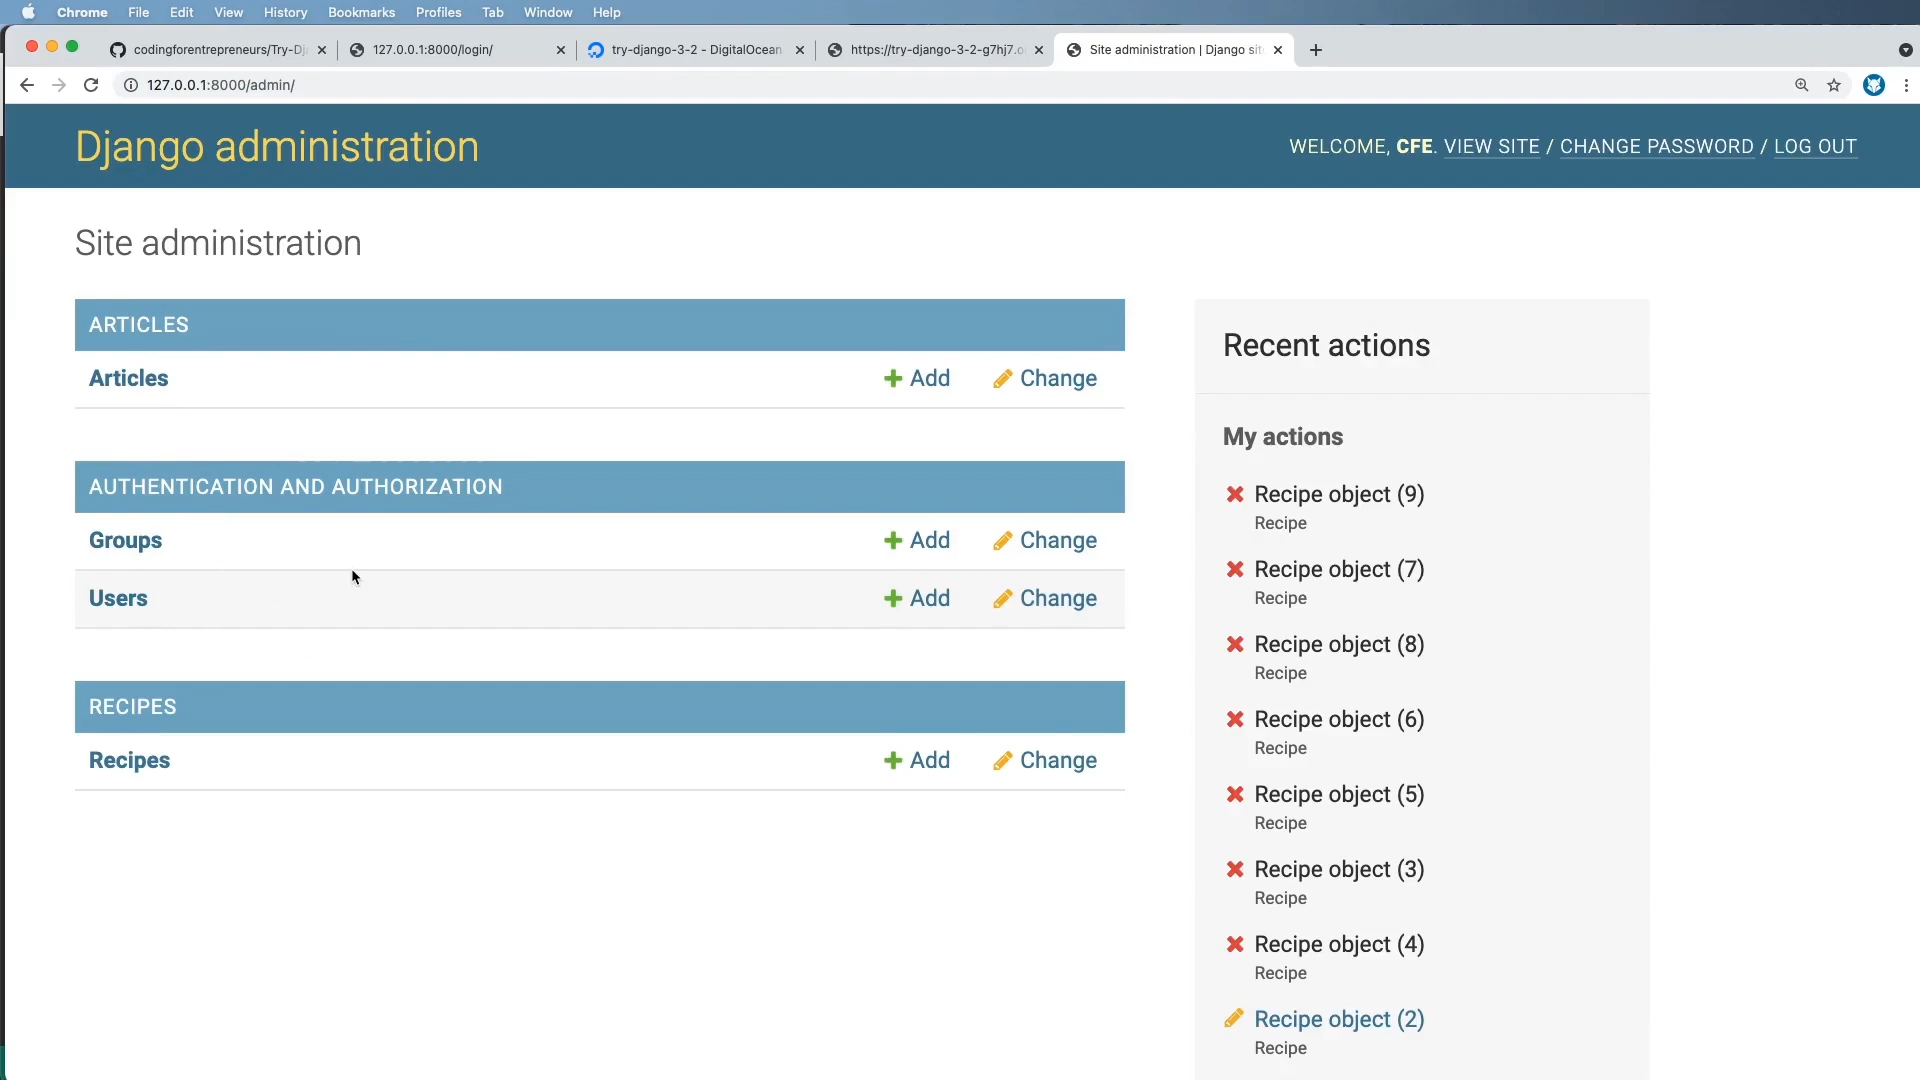 Chrome File Edit View History Bookmarks Profiles Tab Window Help
codingforentrepreneurs/Try-Dj 127.0.0.1:8000/login/ try-django-3-2 - DigitalOcean https://try-django-3-2-g7hj7.o Site administration | Django sit
127.0.0.1:8000/admin/
Django administration
WELCOME, CFE. VIEW SITE / CHANGE PASSWORD / LOG OUT
Site administration
ARTICLES
Articles Add Change
AUTHENTICATION AND AUTHORIZATION
Groups Add Change
Users Add Change
RECIPES
Recipes Add Change
Recent actions
My actions
Recipe object (9)
Recipe
Recipe object (7)
Recipe
Recipe object (8)
Recipe
Recipe object (6)
Recipe
Recipe object (5)
Recipe
Recipe object (3)
Recipe
Recipe object (4)
Recipe
Recipe object (2)
Recipe